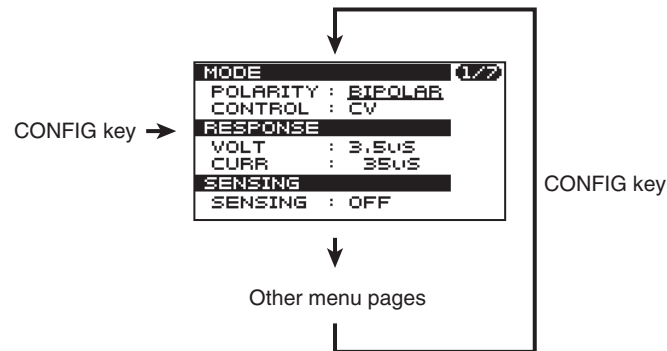 MODE 1/7
POLARITY : BIPOLAR
CONTROL : CV
CONFIG key
RESPONSE
VOLT : 3.5uS
CURR : 35uS
SENSING
SENSING : OFF
CONFIG key
Other menu pages